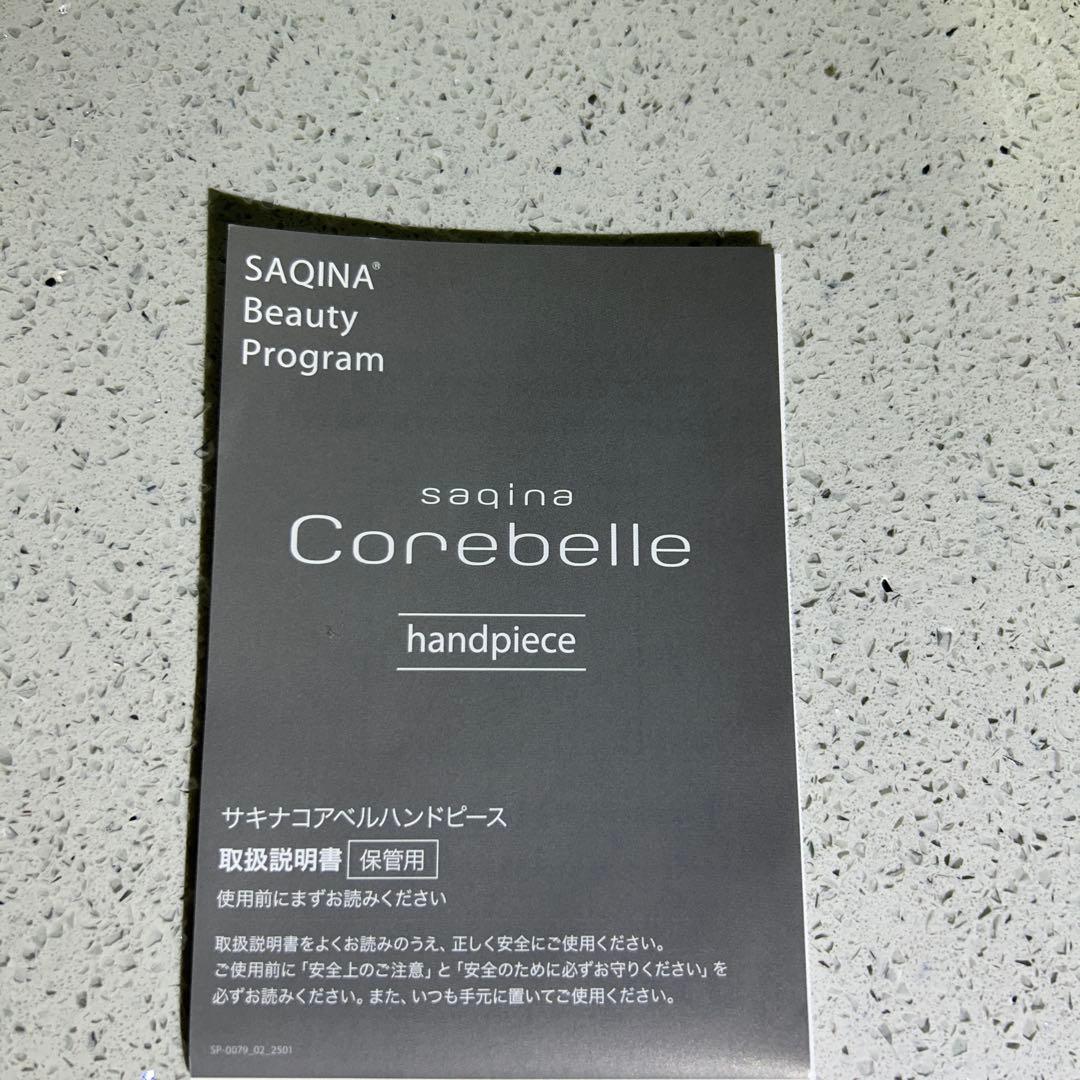 SAQINA®
Beauty
Program
saqina
Corebelle
handpiece
サキナコアベルハンドピース
取扱説明書 保管用
使用前にまずお読みください
取扱説明書をよくお読みのうえ、正しく安全にご使用ください。
ご使用前に「安全上のご注意」と「安全のために必ずお守りください」を
必ずお読みください。また、いつも手元に置いてご使用ください。
SP-0079_02_2501